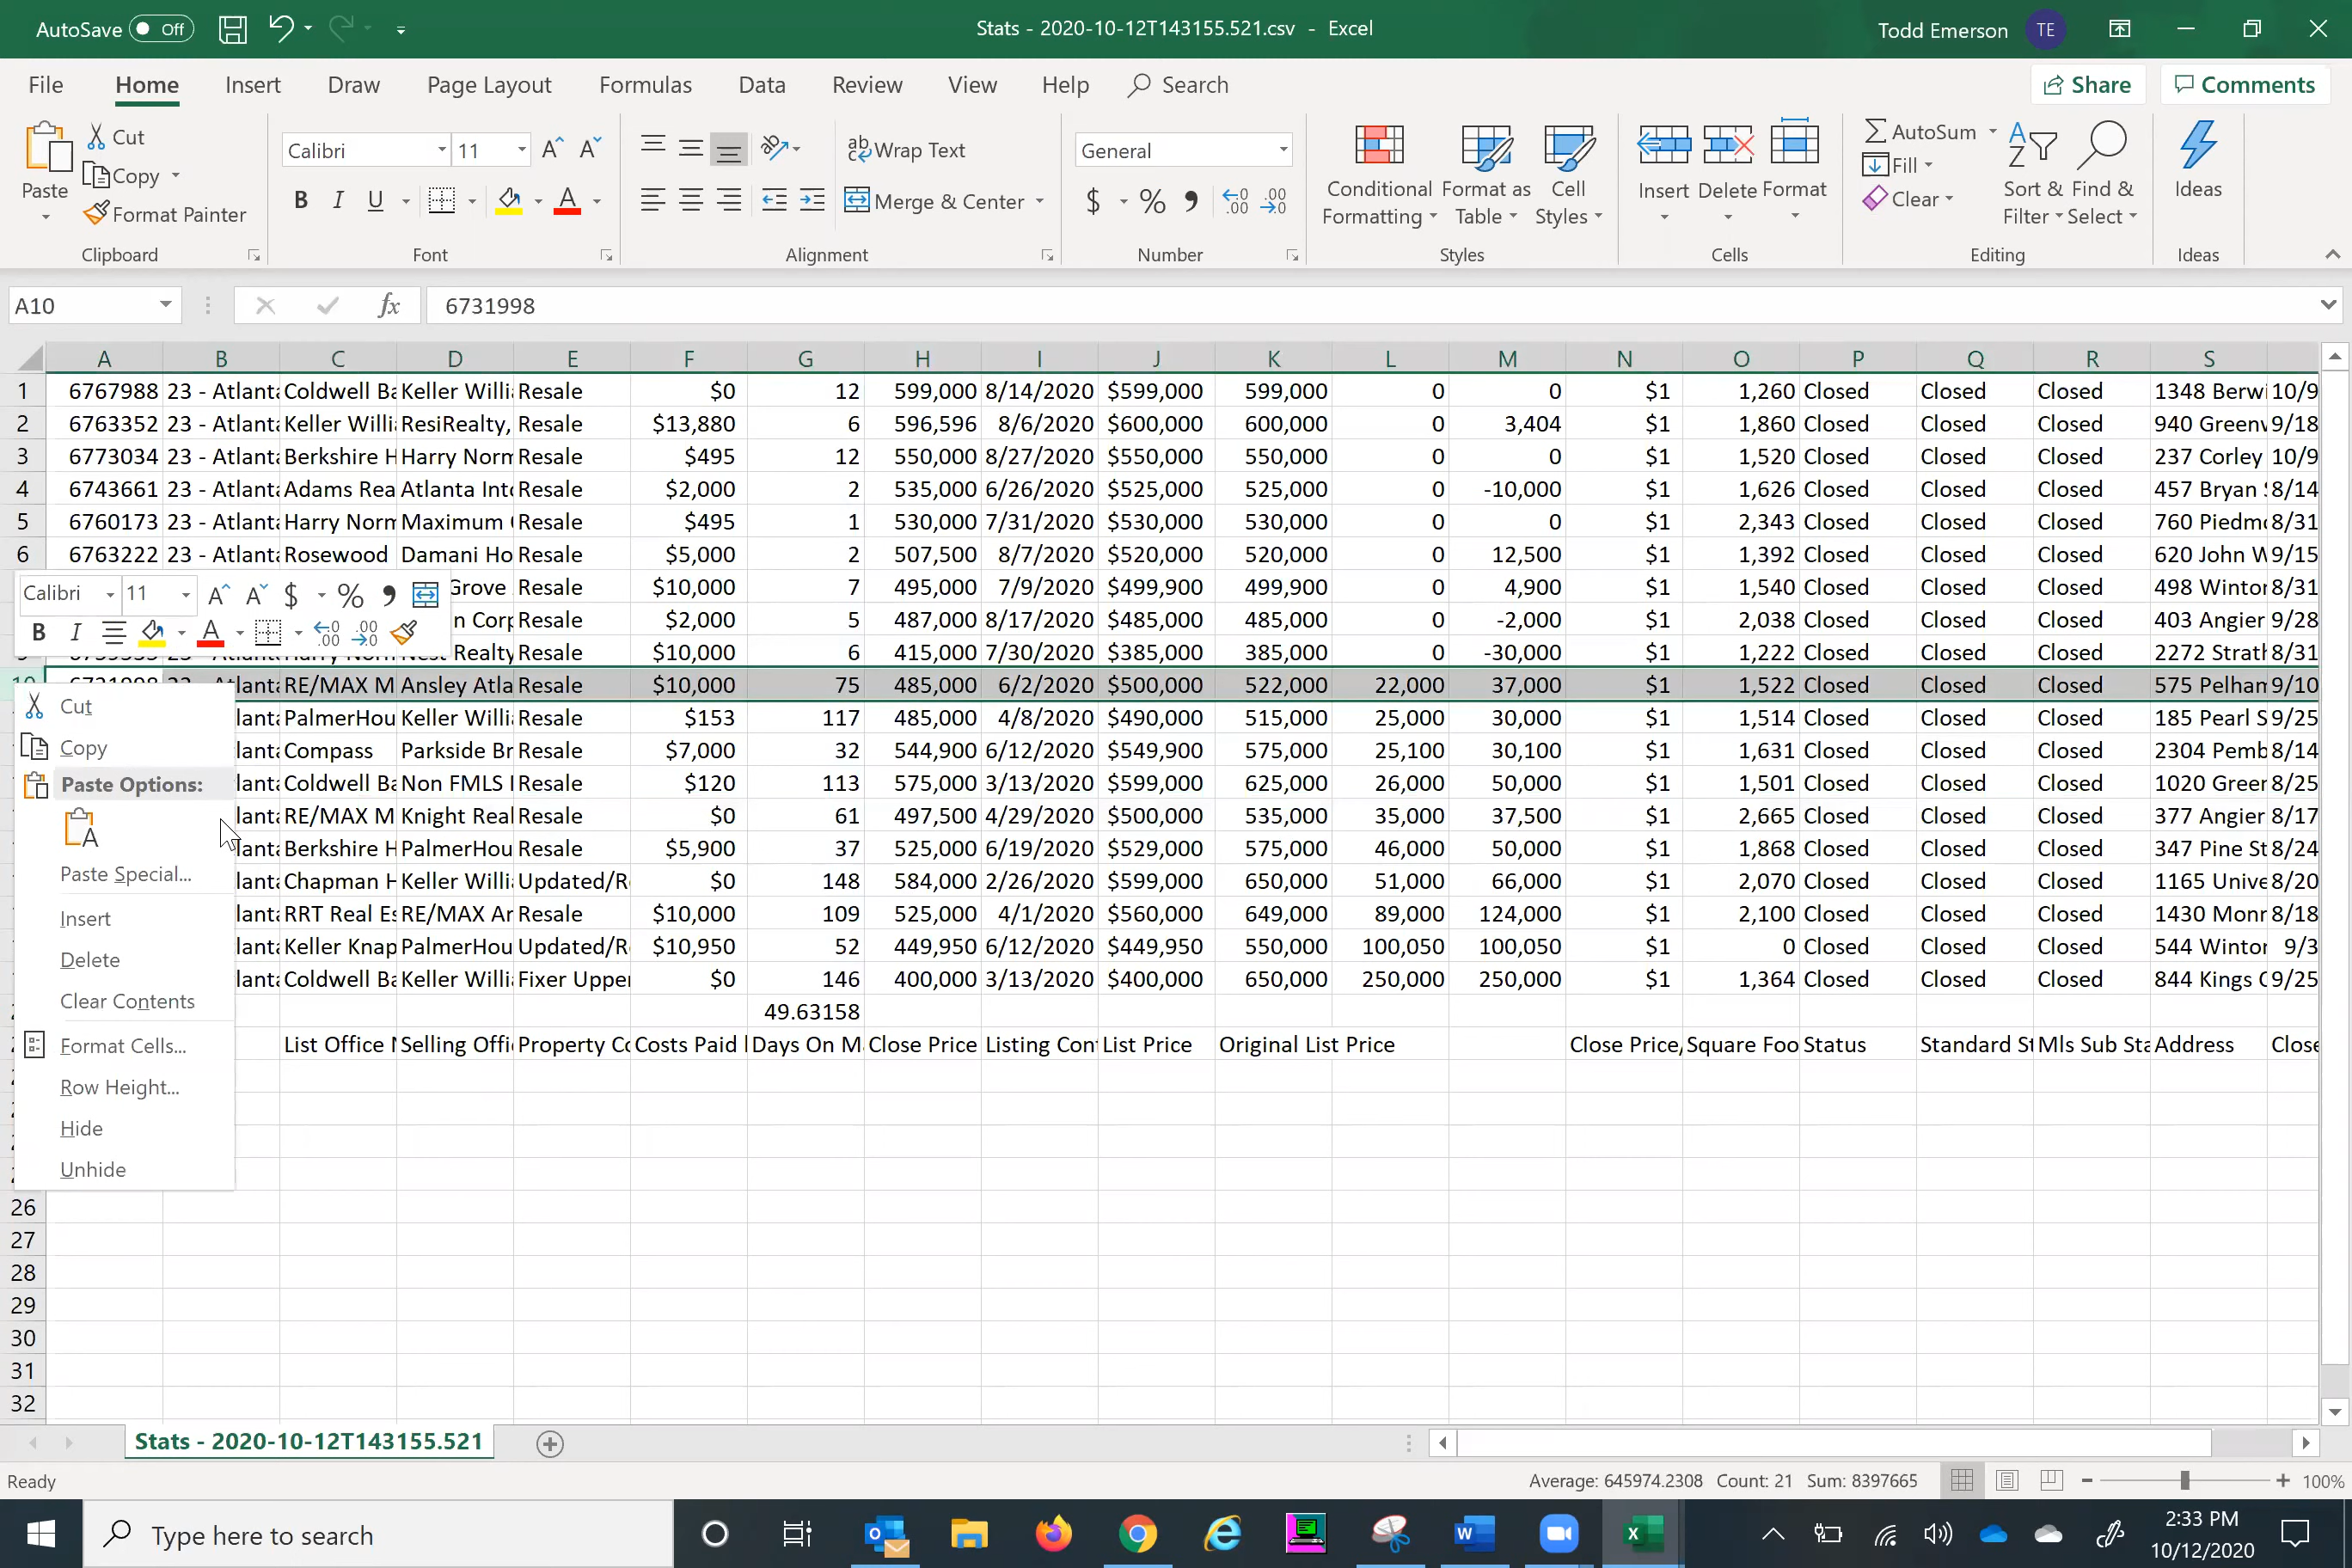 AutoSave Off Stats - 2020-10-12T143155.521.csv - Excel Todd Emerson TE
File Home Insert Draw Page Layout Formulas Data Review View Help Search Share Comments
Paste Cut Copy Format Painter Clipboard
Calibri 11 B I U A Font
Wrap Text Merge & Center Alignment
General $ % Number
Conditional Formatting Format as Table Cell Styles Styles
Insert Delete Format Cells
AutoSum Fill Clear Sort & Filter Find & Select Editing
Ideas Ideas
A10 fx 6731998
A B C D E F G H I J K L M N O P Q R S
1 6767988 23 - Atlanta Coldwell Ba Keller Willi Resale $0 12 599,000 8/14/2020 $599,000 599,000 0 0 $1 1,260 Closed Closed Closed 1348 Berwi 10/9
2 6763352 23 - Atlanta Keller Willi ResiRealty, Resale $13,880 6 596,596 8/6/2020 $600,000 600,000 0 3,404 $1 1,860 Closed Closed Closed 940 Greenv 9/18
3 6773034 23 - Atlanta Berkshire H Harry Norm Resale $495 12 550,000 8/27/2020 $550,000 550,000 0 0 $1 1,520 Closed Closed Closed 237 Corley 10/9
4 6743661 23 - Atlanta Adams Rea Atlanta Int Resale $2,000 2 535,000 6/26/2020 $525,000 525,000 0 -10,000 $1 1,626 Closed Closed Closed 457 Bryan 8/14
5 6760173 23 - Atlanta Harry Norm Maximum Resale $495 1 530,000 7/31/2020 $530,000 530,000 0 0 $1 2,343 Closed Closed Closed 760 Piedm 8/31
6 6763222 23 - Atlanta Rosewood Damani Ho Resale $5,000 2 507,500 8/7/2020 $520,000 520,000 0 12,500 $1 1,392 Closed Closed Closed 620 John W 9/15
Calibri 11 $ % Grove Resale $10,000 7 495,000 7/9/2020 $499,900 499,900 0 4,900 $1 1,540 Closed Closed Closed 498 Winton 8/31
B I A n Corp Resale $2,000 5 487,000 8/17/2020 $485,000 485,000 0 -2,000 $1 2,038 Closed Closed Closed 403 Angier 9/28
Realty Resale $10,000 6 415,000 7/30/2020 $385,000 385,000 0 -30,000 $1 1,222 Closed Closed Closed 2272 Strath 8/31
Atlanta RE/MAX M Ansley Atla Resale $10,000 75 485,000 6/2/2020 $500,000 522,000 22,000 37,000 $1 1,522 Closed Closed Closed 575 Pelham 9/10
lanta PalmerHou Keller Willi Resale $153 117 485,000 4/8/2020 $490,000 515,000 25,000 30,000 $1 1,514 Closed Closed Closed 185 Pearl S 9/25
lanta Compass Parkside Br Resale $7,000 32 544,900 6/12/2020 $549,900 575,000 25,100 30,100 $1 1,631 Closed Closed Closed 2304 Pemb 8/14
lanta Coldwell Ba Non FMLS Resale $120 113 575,000 3/13/2020 $599,000 625,000 26,000 50,000 $1 1,501 Closed Closed Closed 1020 Green 8/25
lanta RE/MAX M Knight Real Resale $0 61 497,500 4/29/2020 $500,000 535,000 35,000 37,500 $1 2,665 Closed Closed Closed 377 Angier 8/17
lanta Berkshire H PalmerHou Resale $5,900 37 525,000 6/19/2020 $529,000 575,000 46,000 50,000 $1 1,868 Closed Closed Closed 347 Pine St 8/24
lanta Chapman H Keller Willi Updated/R $0 148 584,000 2/26/2020 $599,000 650,000 51,000 66,000 $1 2,070 Closed Closed Closed 1165 Unive 8/20
lanta RRT Real Es RE/MAX Ar Resale $10,000 109 525,000 4/1/2020 $560,000 649,000 89,000 124,000 $1 2,100 Closed Closed Closed 1430 Monr 8/18
lanta Keller Knap PalmerHou Updated/R $10,950 52 449,950 6/12/2020 $449,950 550,000 100,050 100,050 $1 0 Closed Closed Closed 544 Winton 9/3
lanta Coldwell Ba Keller Willi Fixer Upper $0 146 400,000 3/13/2020 $400,000 650,000 250,000 250,000 $1 1,364 Closed Closed Closed 844 Kings 9/25
49.63158
List Office Selling Offi Property Co Costs Paid Days On M Close Price Listing Con List Price Original List Price Close Price/ Square Foo Status Standard St Mls Sub Sta Address Close
Cut
Copy
Paste Options:
Paste Special...
Insert
Delete
Clear Contents
Format Cells...
Row Height...
Hide
Unhide
26
27
28
29
30
31
32
Stats - 2020-10-12T143155.521
Ready Average: 645974.2308 Count: 21 Sum: 8397665 100%
Type here to search 2:33 PM
10/12/2020